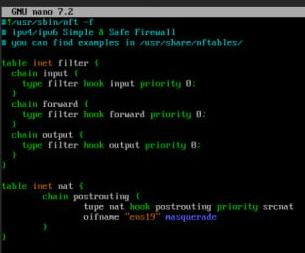 GNU nano 7.2
#!/usr/sbin/nft -f
# ipv4/ipv6 Simple & Safe Firewall
# you can find examples in /usr/share/nftables/
table inet filter {
chain input {
type filter hook input priority 0;
}
chain forward {
type filter hook forward priority 0;
}
chain output {
type filter hook output priority 0;
}
}
table inet nat {
chain postrouting {
type nat hook postrouting priority srcnat
oifname "ens19" masquerade
}
}